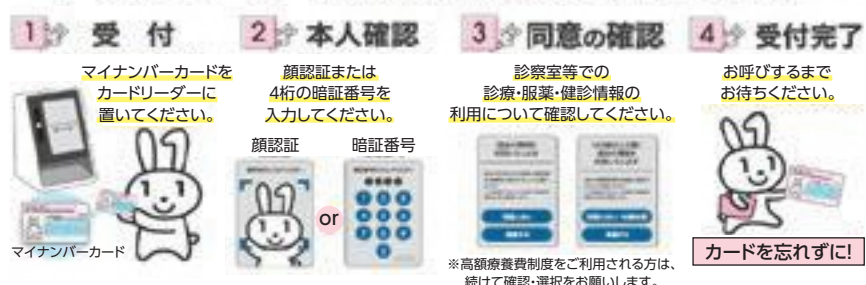 1 受 付
マイナンバーカードを
カードリーダーに
置いてください。
マイナンバーカード
2 本人確認
顔認証または
4桁の暗証番号を
入力してください。
顔認証
暗証番号
or
3 同意の確認
診察室等での
診療・服薬・健診情報の
利用について確認してください。
※高額療養費制度をご利用される方は、
続けて確認・選択をお願いします。
4 受付完了
お呼びするまで
お待ちください。
カードを忘れずに!